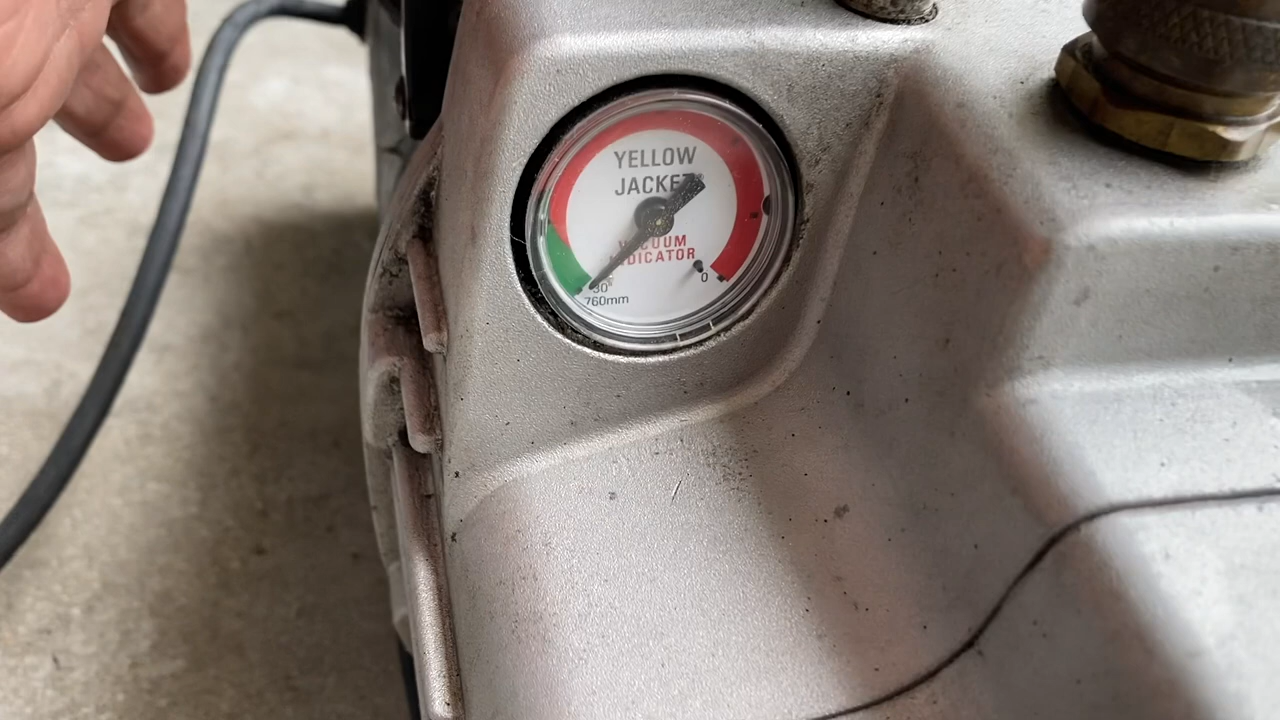 YELLOW
JACKET
VACUUM
INDICATOR
30"
760mm
0